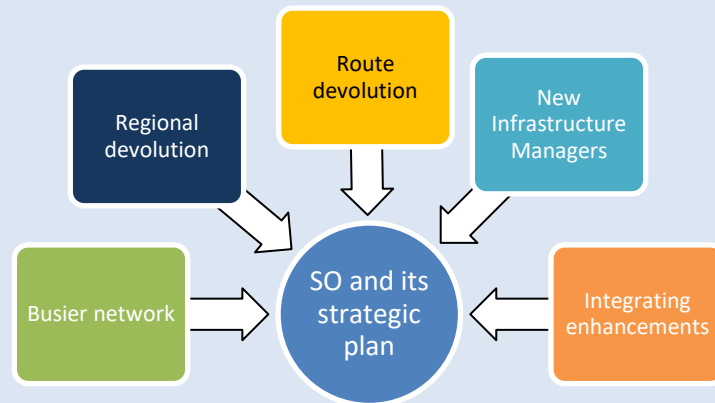 Route
devolution
Regional
devolution
New
Infrastructure
Managers
Busier network
SO and its
strategic
plan
Integrating
enhancements